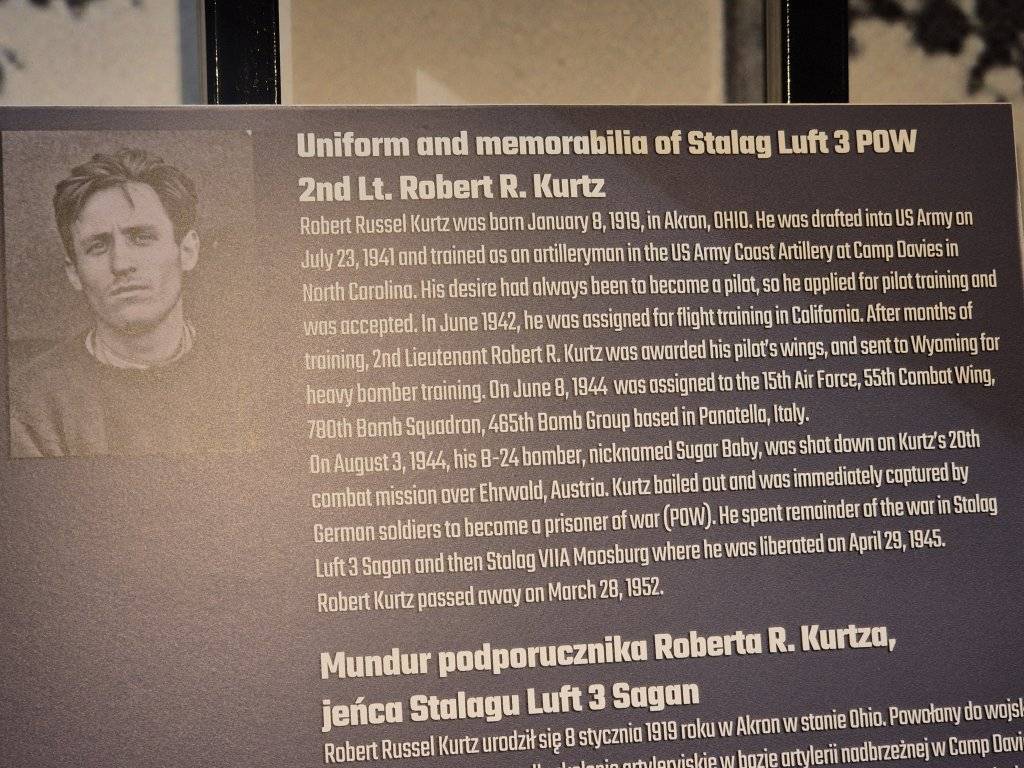 Uniform and memorabilia of Stalag Luft 3 POW
2nd Lt. Robert R. Kurtz
Robert Russel Kurtz was born January 8, 1919, in Akron, OHIO. He was drafted into US Army on
July 23, 1941 and trained as an artilleryman in the US Army Coast Artillery at Camp Davies in
North Carolina. His desire had always been to become a pilot, so he applied for pilot training and
was accepted. In June 1942, he was assigned for flight training in California. After months of
training, 2nd Lieutenant Robert R. Kurtz was awarded his pilot's wings, and sent to Wyoming for
heavy bomber training. On June 8, 1944 was assigned to the 15th Air Force, 55th Combat Wing,
780th Bomb Squadron, 465th Bomb Group based in Panatella, Italy.
On August 3, 1944, his B-24 bomber, nicknamed Sugar Baby, was shot down on Kurtz's 20th
combat mission over Ehrwald, Austria. Kurtz bailed out and was immediately captured by
German soldiers to become a prisoner of war (POW). He spent remainder of the war in Stalag
Luft 3 Sagan and then Stalag VIIA Moosburg where he was liberated on April 29, 1945.
Robert Kurtz passed away on March 28, 1952.
Mundur podporucznika Roberta R. Kurtza,
jeńca Stalagu Luft 3 Sagan
Robert Russel Kurtz urodził się 8 stycznia 1919 roku w Akron w stanie Ohio. Powołany do wojsk
artyleryjskie w bazie artylerii nadbrzeżnej w Camp Davi